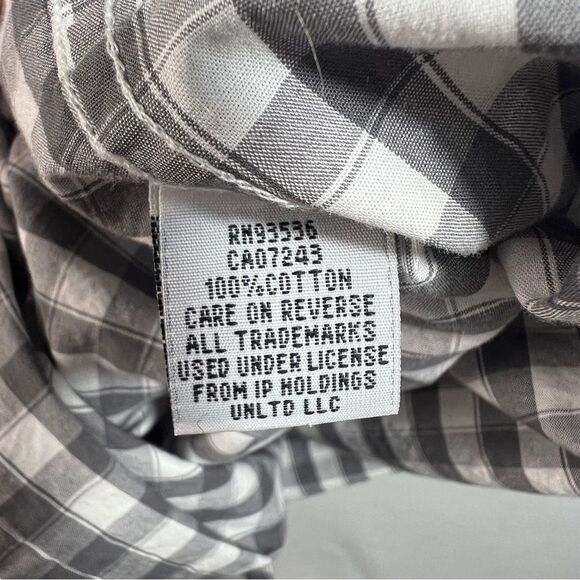 RN93536
CA07243
100%COTTON
CARE ON REVERSE
ALL TRADEMARKS
USED UNDER LICENSE
FROM IP HOLDINGS
UNLTD LLC